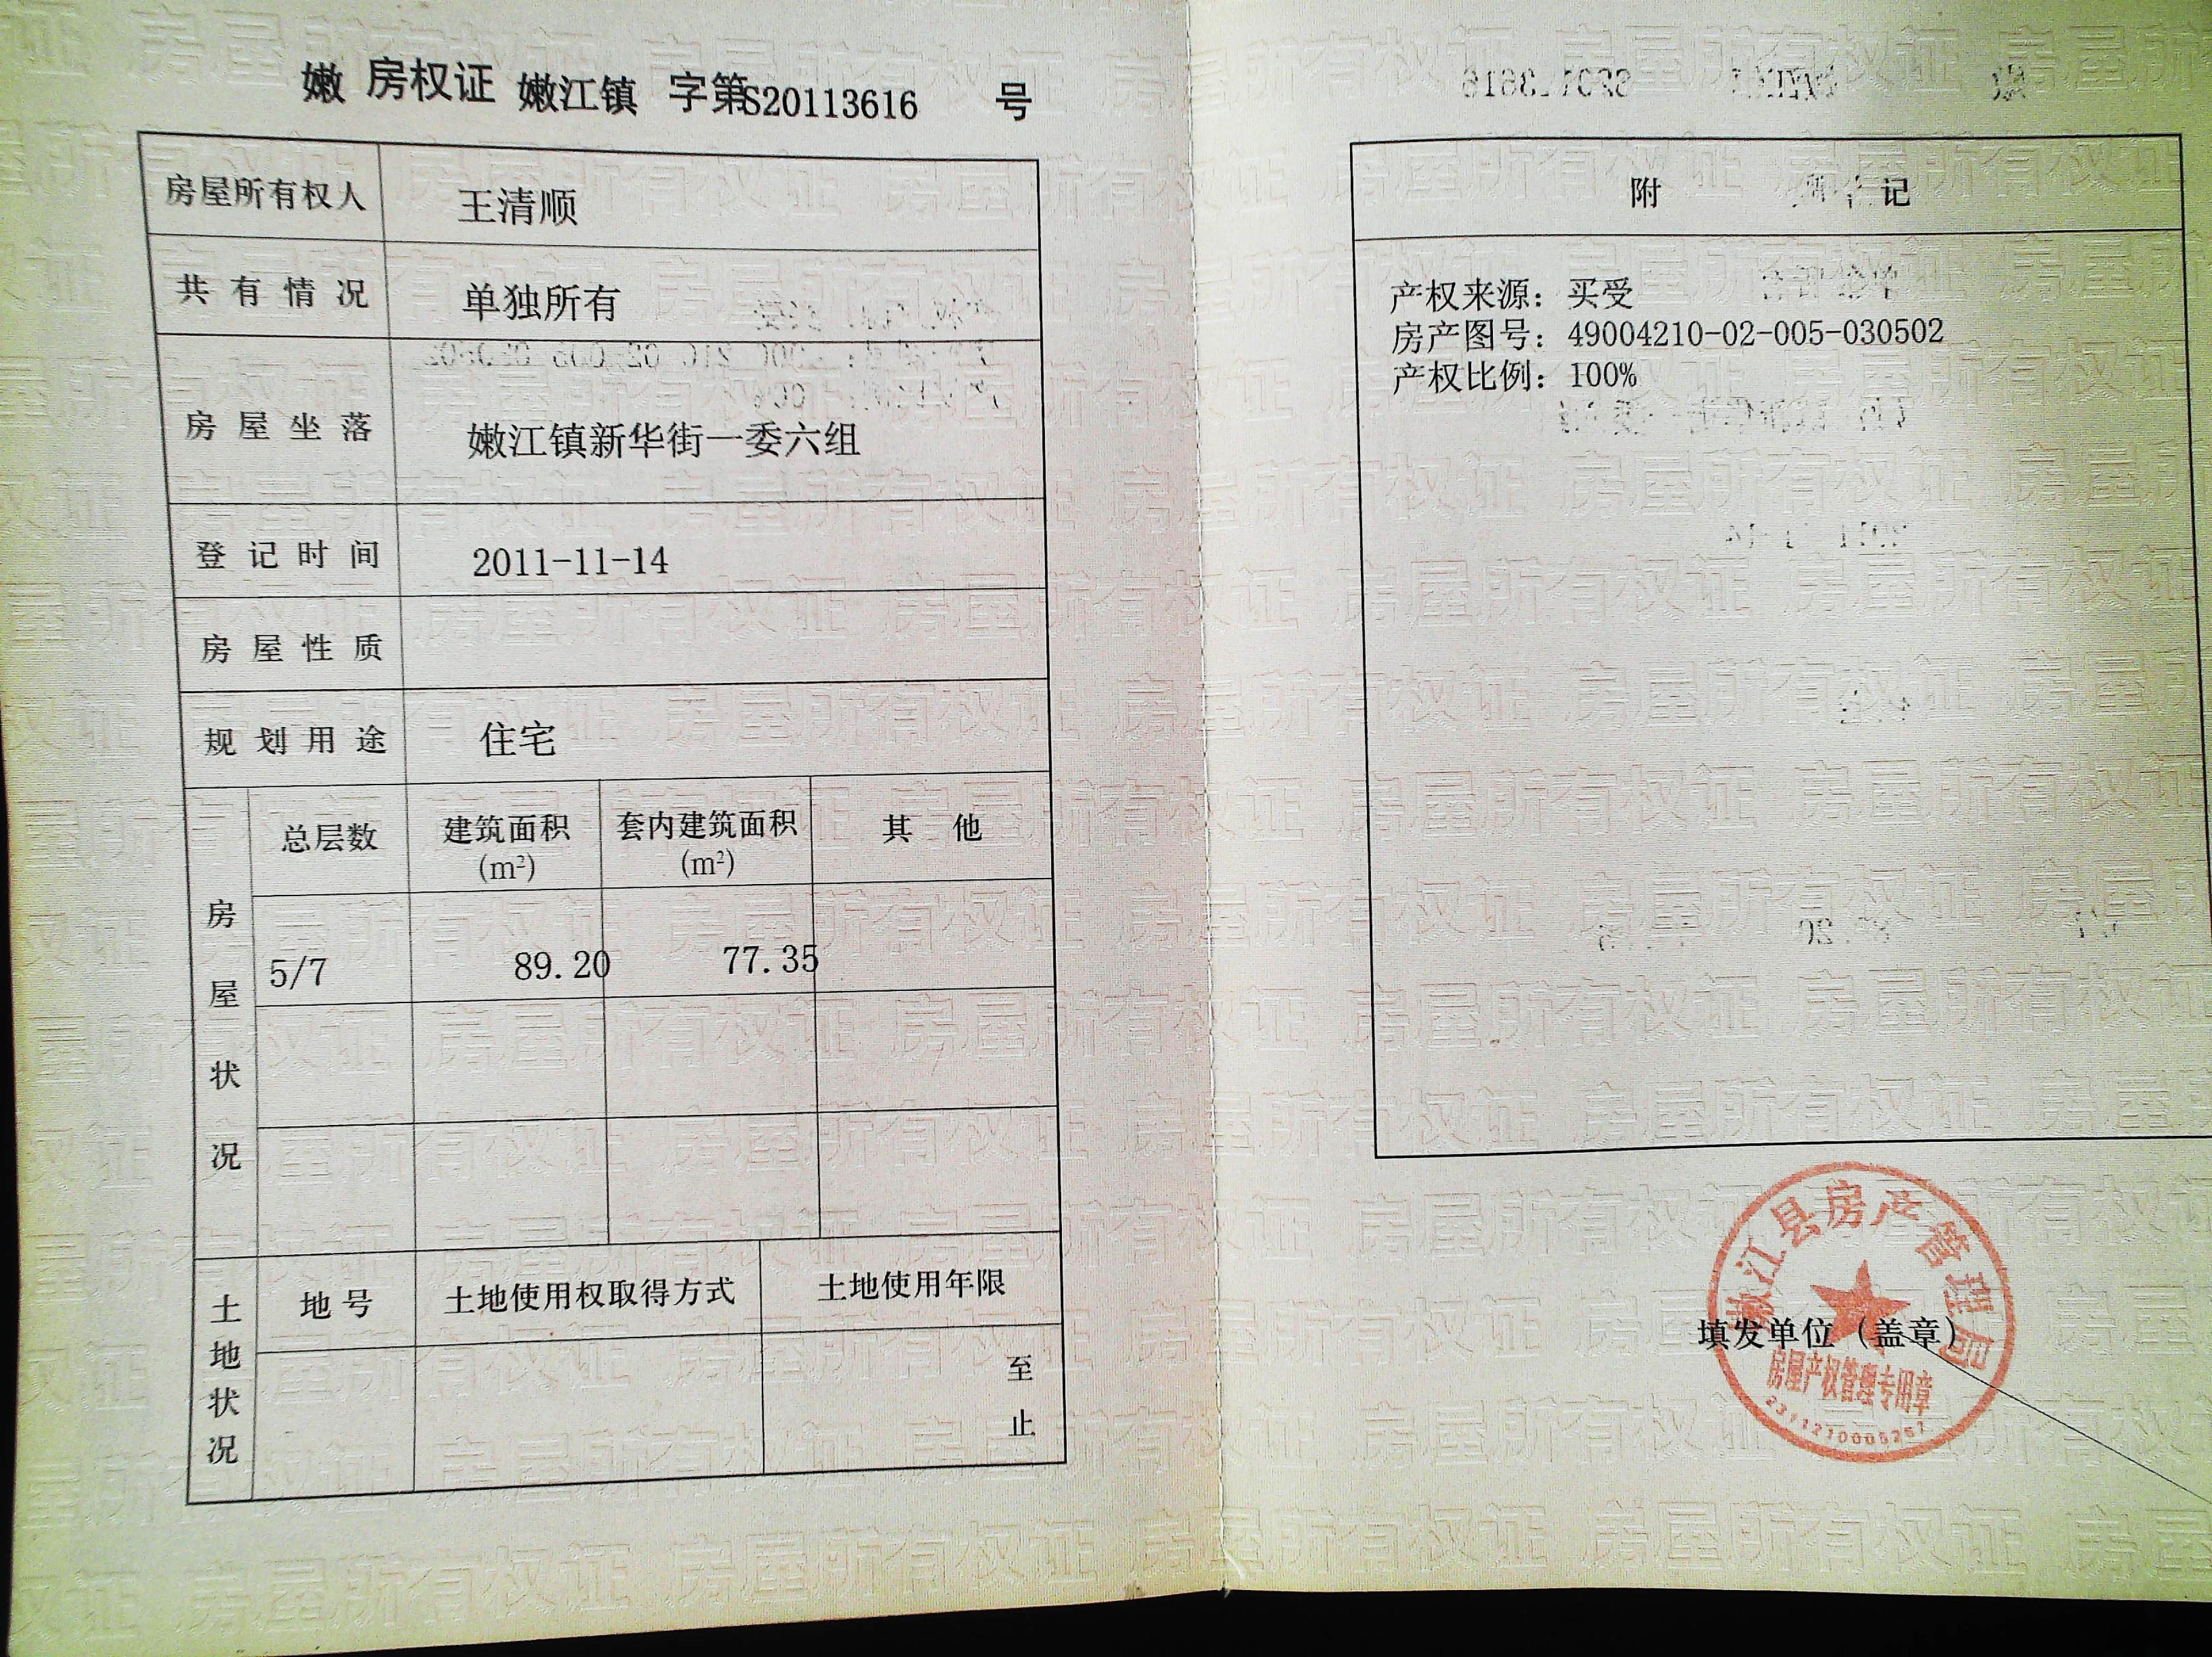 嫩 房权证 嫩江镇 字第S20113616 号
房屋所有权人 王清顺
共有情况 单独所有
房屋坐落 嫩江镇新华街一委六组
登记时间 2011-11-14
房屋性质
规划用途 住宅
房屋状况
总层数 建筑面积(m²) 套内建筑面积(m²) 其他
5/7 89.20 77.35
土地状况
地号 土地使用权取得方式 土地使用年限
至
止
附记
产权来源：买受
房产图号：49004210-02-005-030502
产权比例：100%
嫩江县房产管理局
填发单位（盖章）
房屋产权管理专用章